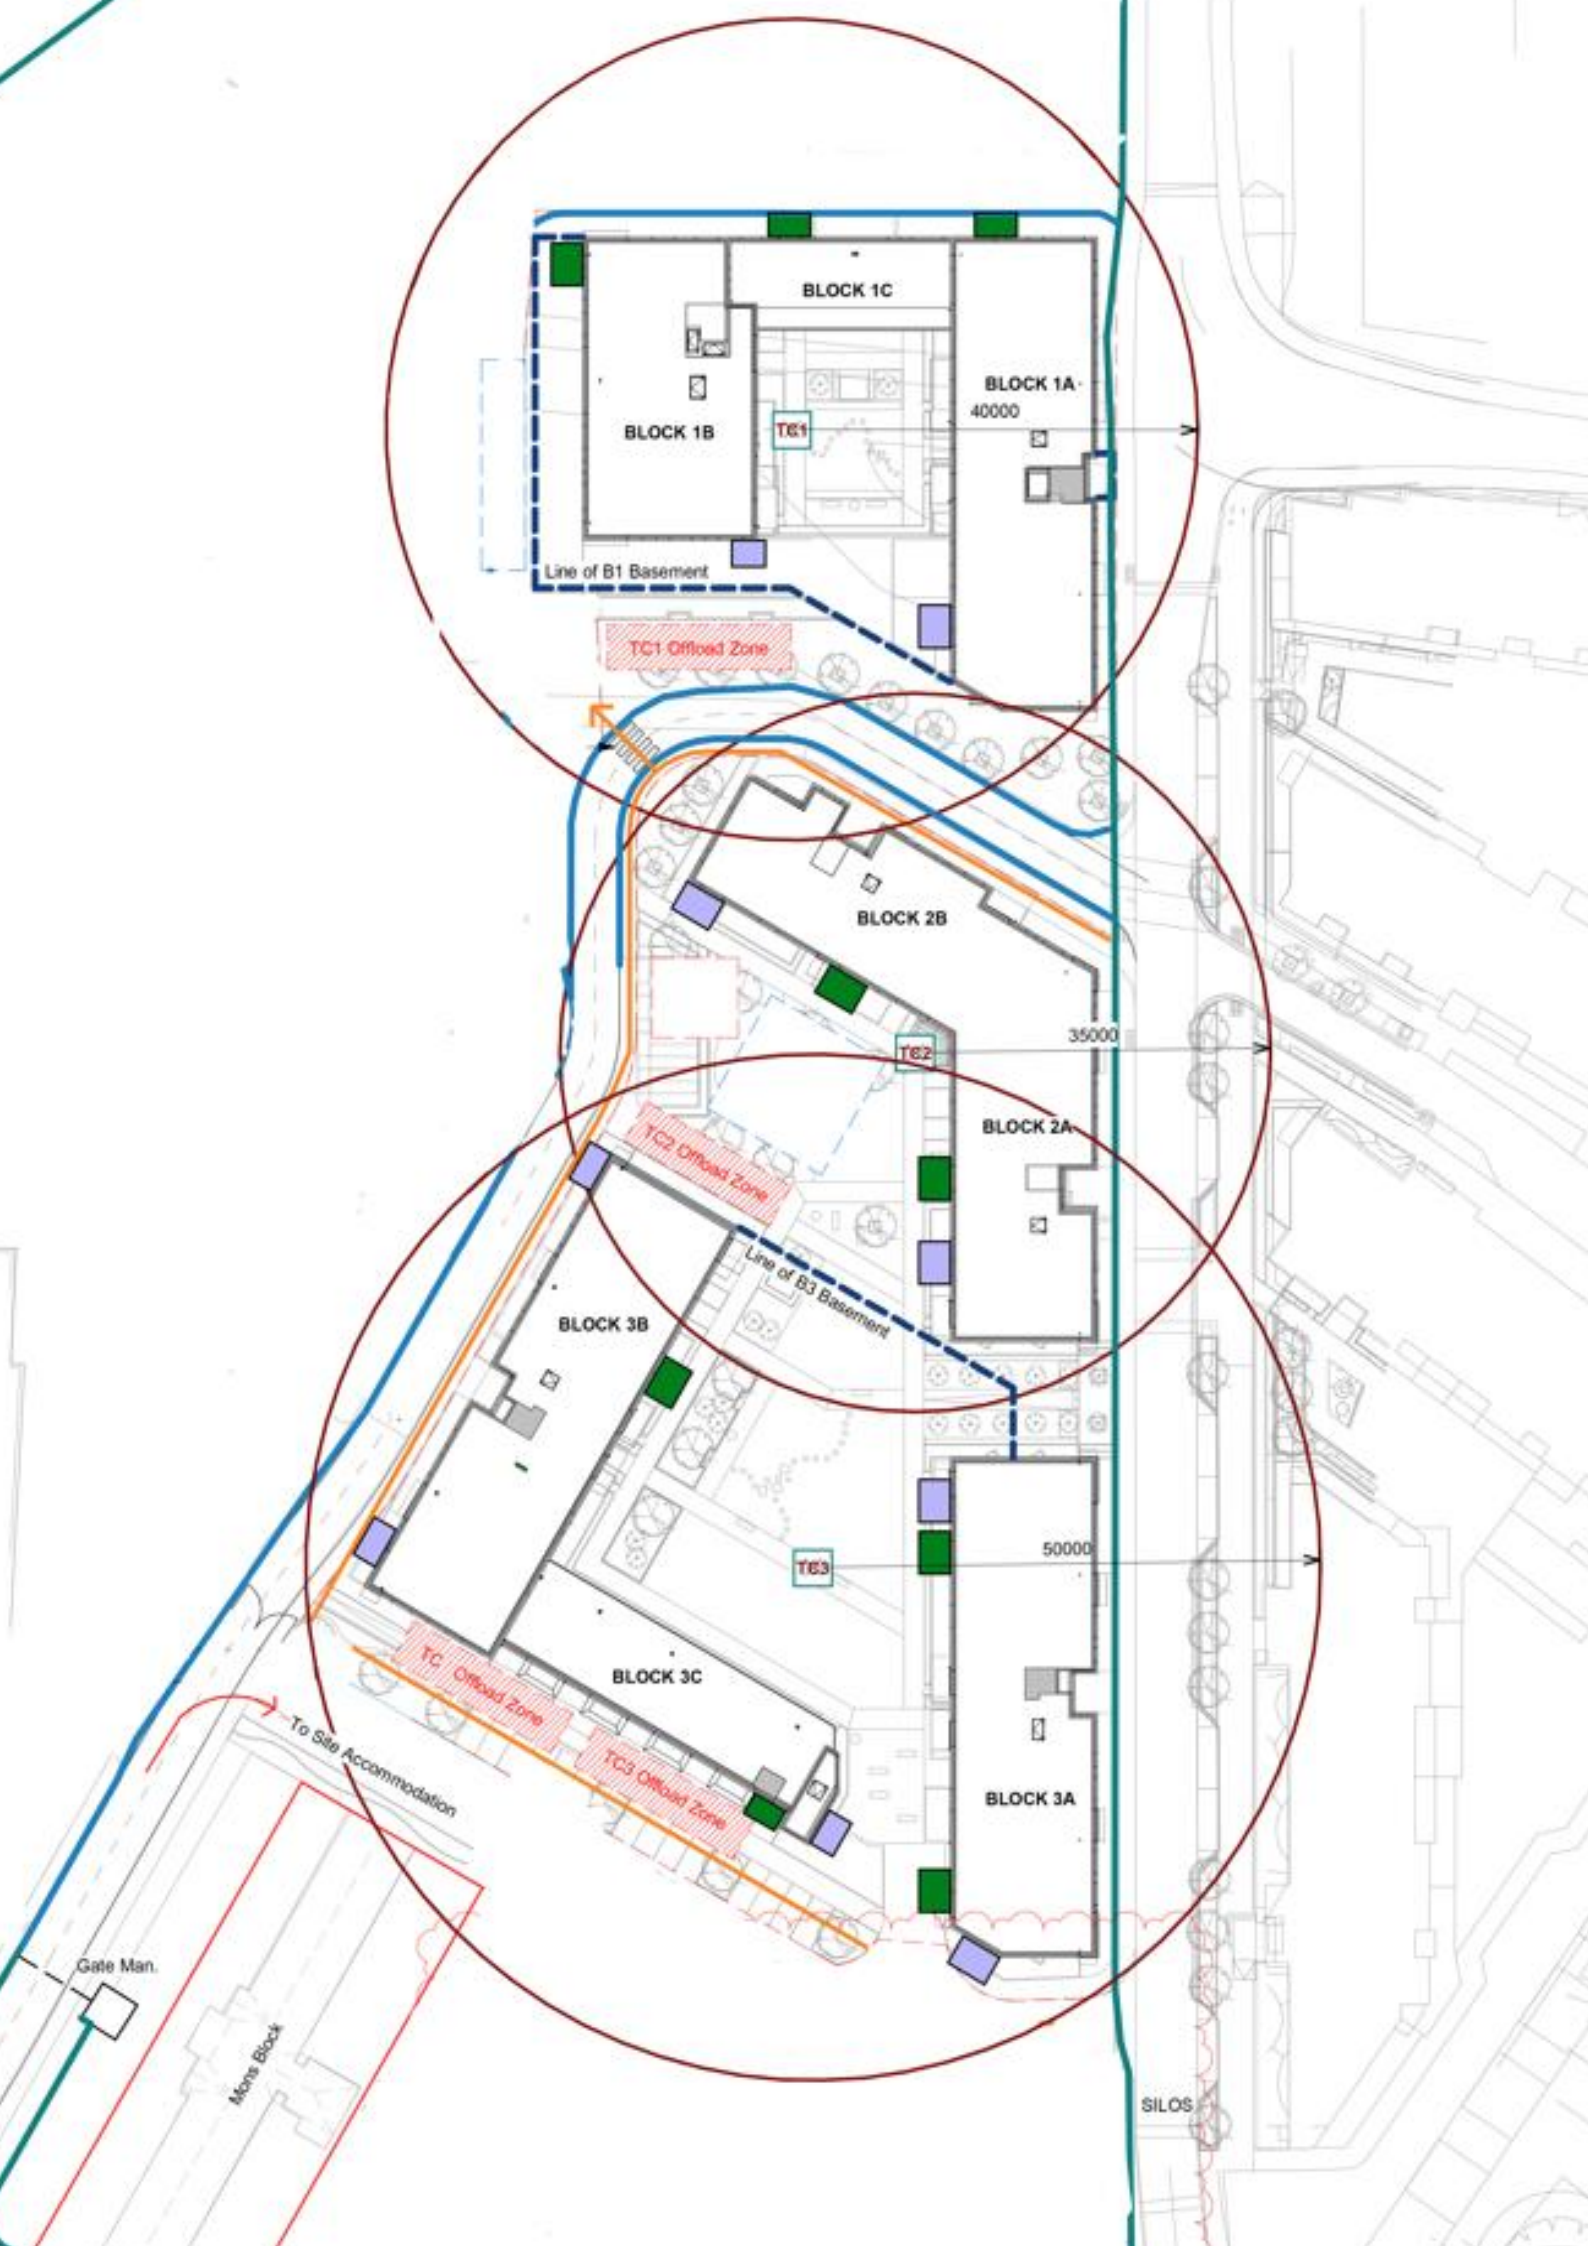 BLOCK 1C
BLOCK 1A
40000
TC1
BLOCK 1B
Line of B1 Basement
TC1 Offload Zone
BLOCK 2B
35000
TC2
BLOCK 2A
TC2 Offload Zone
Line of B3 Basement
BLOCK 3B
50000
TC3
BLOCK 3C
TC Offload Zone
To Site Accommodation
TC3 Offload Zone
BLOCK 3A
Gate Man.
Mons Block
SILOS